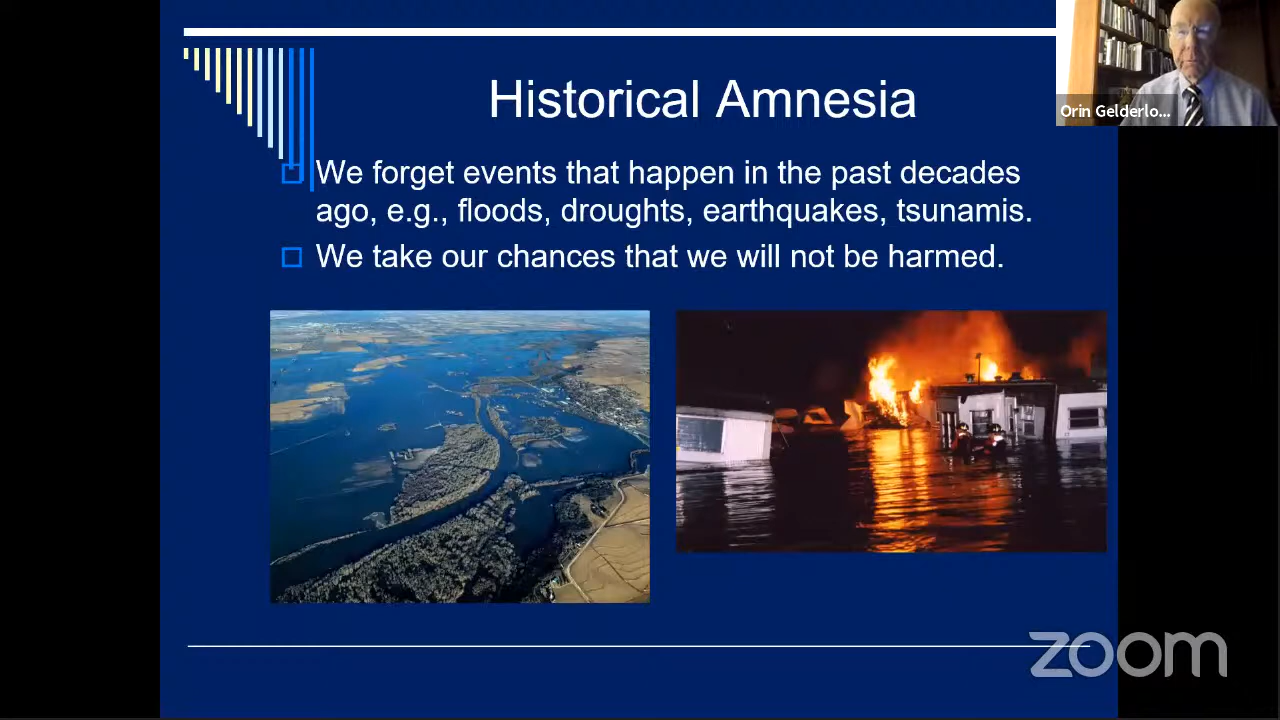 Historical Amnesia
Orin Gelderlo...
We forget events that happen in the past decades
ago, e.g., floods, droughts, earthquakes, tsunamis.
We take our chances that we will not be harmed.
zoom